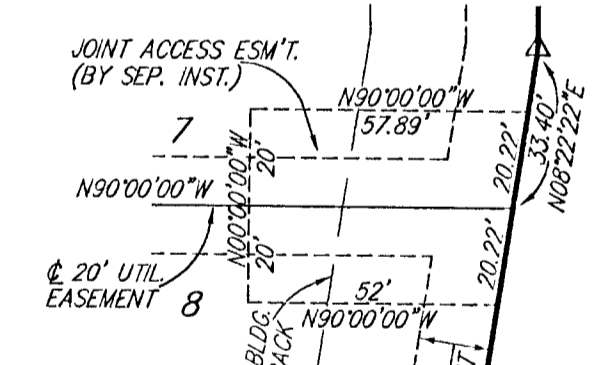 JOINT ACCESS ESM'T.
(BY SEP. INST.)
N90°00'00"W
57.89'
7
20'
N90°00'00"W
N00°00'00"W
20.22'
33.40'
N08°22'22"E
20'
20.22'
℄ 20' UTIL.
EASEMENT
8
52'
N90°00'00"W
BLDG.